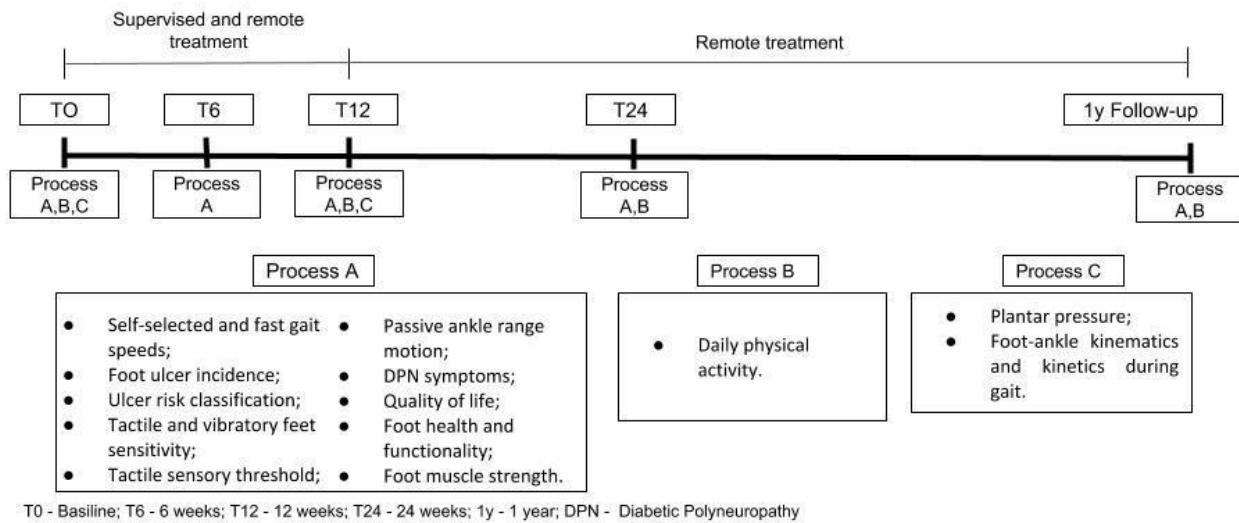 Supervised and remote
treatment
Remote treatment
TO
T6
T12
T24
1y Follow-up
Process
A,B,C
Process
A
Process
A,B,C
Process
A,B
Process
A,B
Process A
● Self-selected and fast gait
speeds;
● Foot ulcer incidence;
● Ulcer risk classification;
● Tactile and vibratory feet
sensitivity;
● Tactile sensory threshold;
● Passive ankle range
motion;
● DPN symptoms;
● Quality of life;
● Foot health and
functionality;
● Foot muscle strength.
Process B
● Daily physical
activity.
Process C
● Plantar pressure;
● Foot-ankle kinematics
and kinetics during
gait.
T0 - Basiline; T6 - 6 weeks; T12 - 12 weeks; T24 - 24 weeks; 1y - 1 year; DPN - Diabetic Polyneuropathy